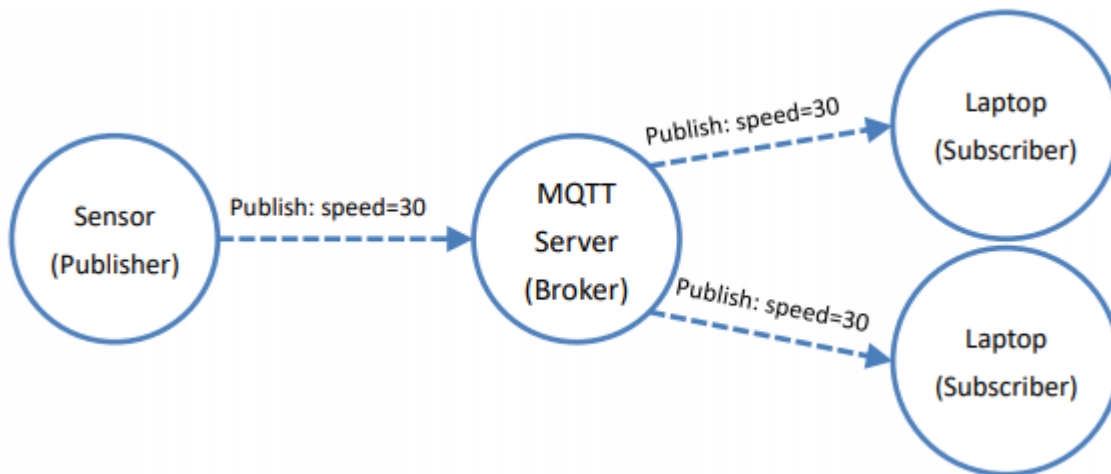 Sensor
(Publisher)
Publish: speed=30
MQTT
Server
(Broker)
Publish: speed=30
Laptop
(Subscriber)
Publish: speed=30
Laptop
(Subscriber)